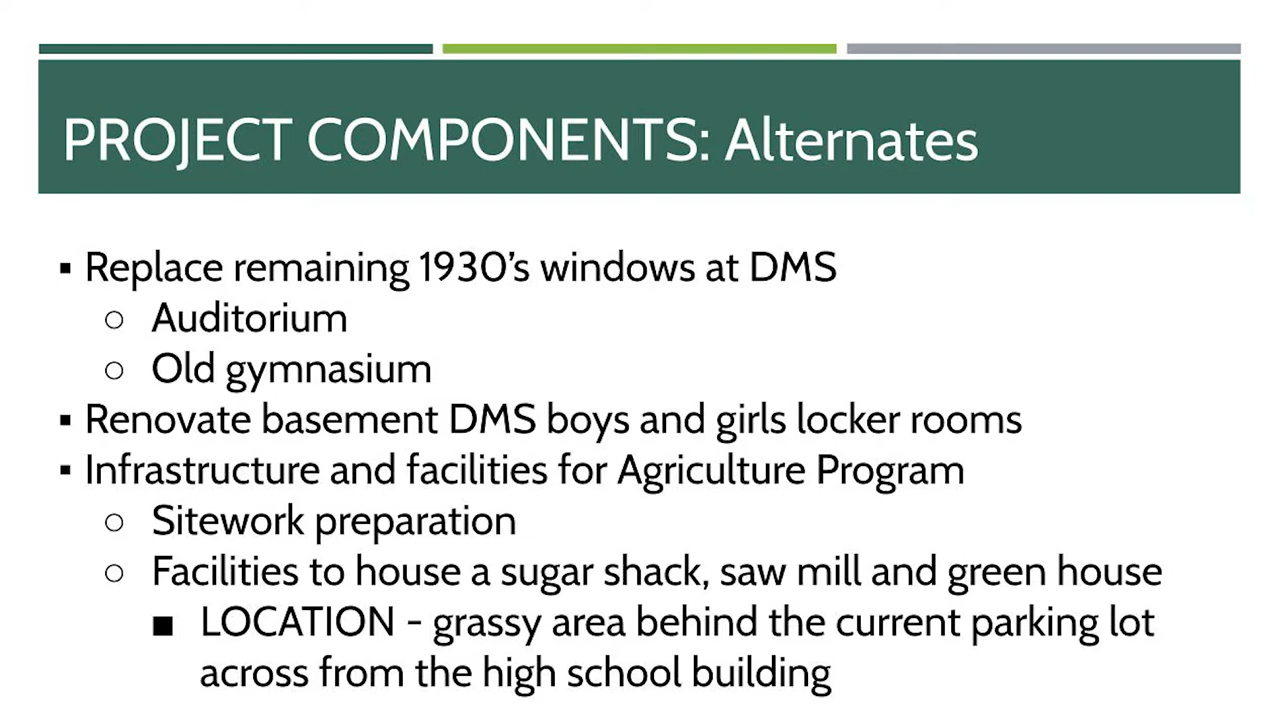 PROJECT COMPONENTS: Alternates
▪ Replace remaining 1930's windows at DMS
○ Auditorium
○ Old gymnasium
▪ Renovate basement DMS boys and girls locker rooms
▪ Infrastructure and facilities for Agriculture Program
○ Sitework preparation
○ Facilities to house a sugar shack, saw mill and green house
■ LOCATION - grassy area behind the current parking lot
across from the high school building